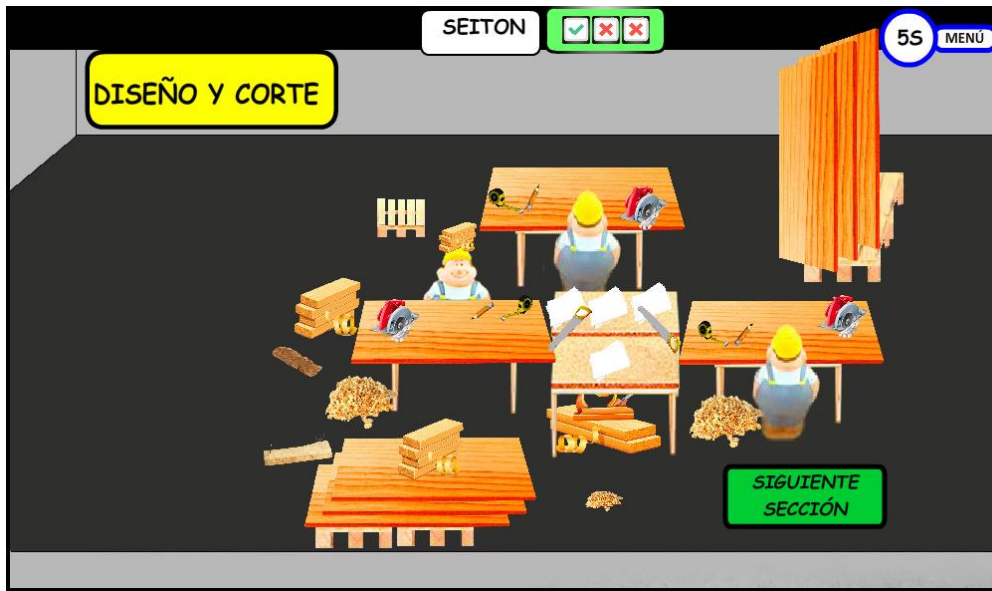 SEITON
5S
MENÚ
DISEÑO Y CORTE
SIGUIENTE
SECCIÓN